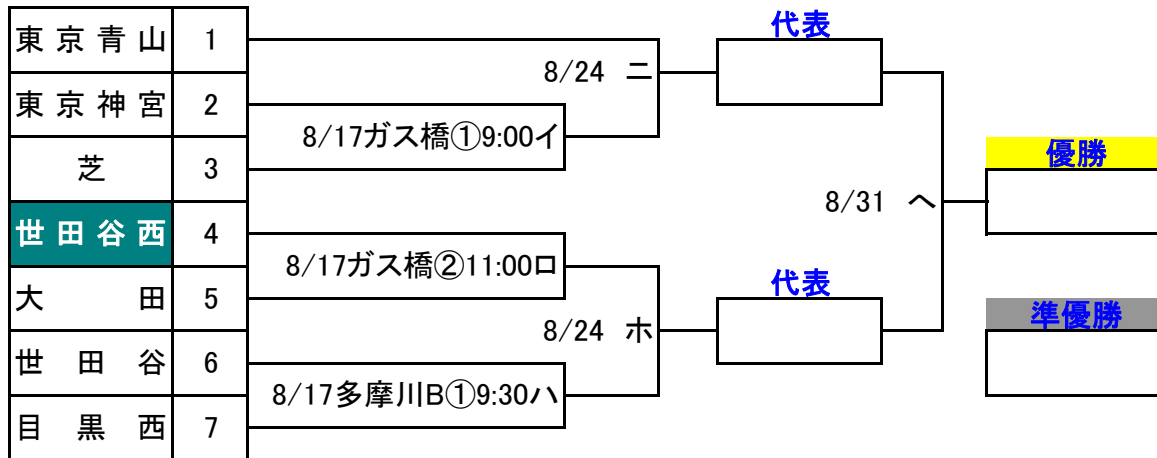 東京青山 1
東京神宮 2
芝 3
世田谷西 4
大田 5
世田谷 6
目黒西 7
8/17ガス橋①9:00イ
8/17ガス橋②11:00ロ
8/17多摩川B①9:30ハ
8/24 ニ
8/24 ホ
代表
代表
8/31 ヘ
優勝
準優勝